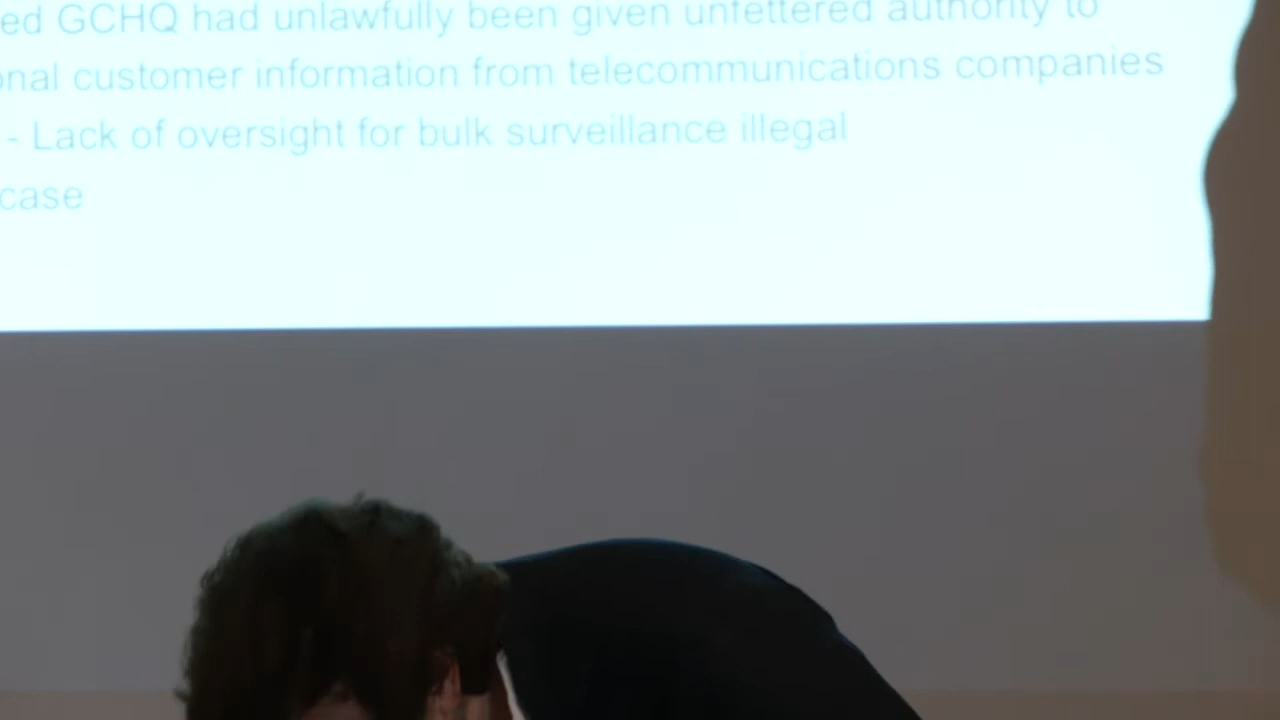 ed GCHQ had unlawfully been given unfettered authority to
onal customer information from telecommunications companies
- Lack of oversight for bulk surveillance illegal
case